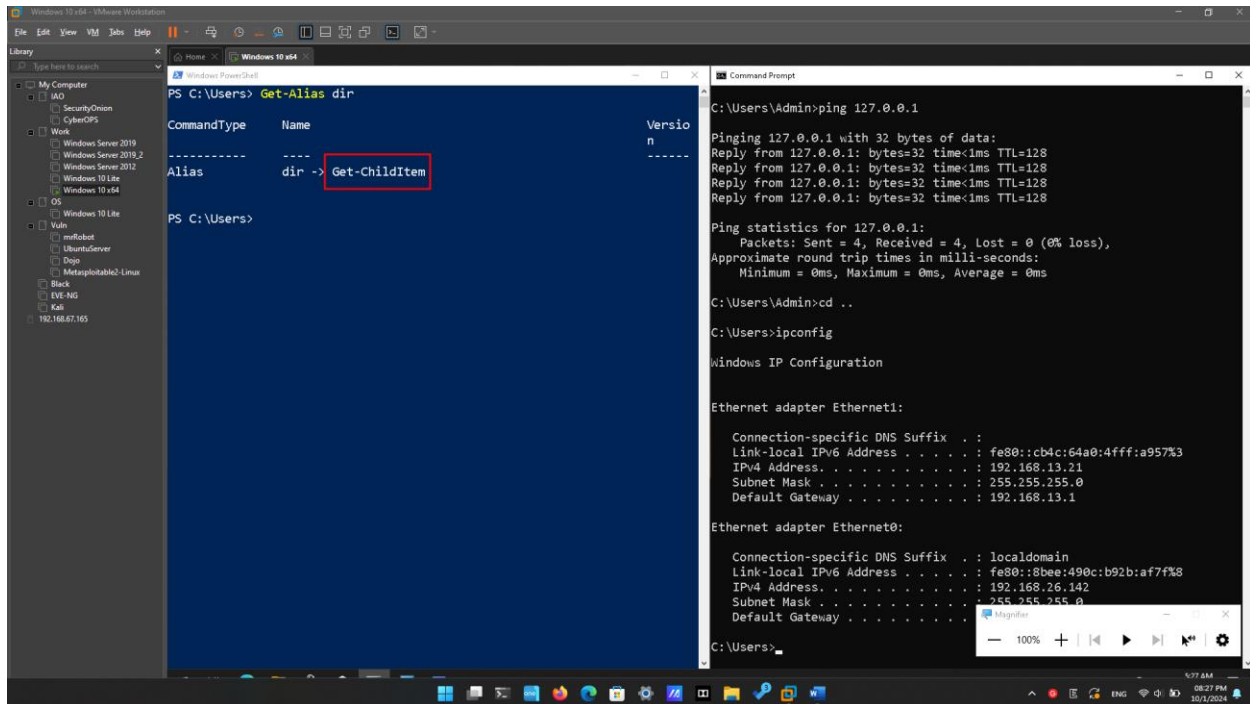 Windows 10 x64 - VMware Workstation
File Edit View VM Tabs Help
Library
Type here to search
My Computer
IAO
SecurityOnion
CyberOPS
Work
Windows Server 2019
Windows Server 2019_2
Windows Server 2012
Windows 10 Lite
Windows 10 x64
OS
Windows 10 Lite
Vuln
mrRobot
UbuntuServer
Dojo
Metasploitable2-Linux
Black
EVE-NG
Kali
192.168.67.165
Home
Windows 10 x64
Windows PowerShell
PS C:\Users> Get-Alias dir
CommandType Name Versio
n
----------- ---- ------
Alias dir -> Get-ChildItem
PS C:\Users>
Command Prompt
C:\Users\Admin>ping 127.0.0.1
Pinging 127.0.0.1 with 32 bytes of data:
Reply from 127.0.0.1: bytes=32 time<1ms TTL=128
Reply from 127.0.0.1: bytes=32 time<1ms TTL=128
Reply from 127.0.0.1: bytes=32 time<1ms TTL=128
Reply from 127.0.0.1: bytes=32 time<1ms TTL=128
Ping statistics for 127.0.0.1:
Packets: Sent = 4, Received = 4, Lost = 0 (0% loss),
Approximate round trip times in milli-seconds:
Minimum = 0ms, Maximum = 0ms, Average = 0ms
C:\Users\Admin>cd ..
C:\Users>ipconfig
Windows IP Configuration
Ethernet adapter Ethernet1:
Connection-specific DNS Suffix . :
Link-local IPv6 Address . . . . . : fe80::cb4c:64a0:4fff:a957%3
IPv4 Address. . . . . . . . . . . : 192.168.13.21
Subnet Mask . . . . . . . . . . . : 255.255.255.0
Default Gateway . . . . . . . . . : 192.168.13.1
Ethernet adapter Ethernet0:
Connection-specific DNS Suffix . : localdomain
Link-local IPv6 Address . . . . . : fe80::8bee:490c:b92b:af7f%8
IPv4 Address. . . . . . . . . . . : 192.168.26.142
Subnet Mask . . . . . . . . . . . : 255.255.255.0
Default Gateway . . . . . . . . .
C:\Users>
Magnifier
100%
5:27 AM
ENG
08:27 PM
10/1/2024